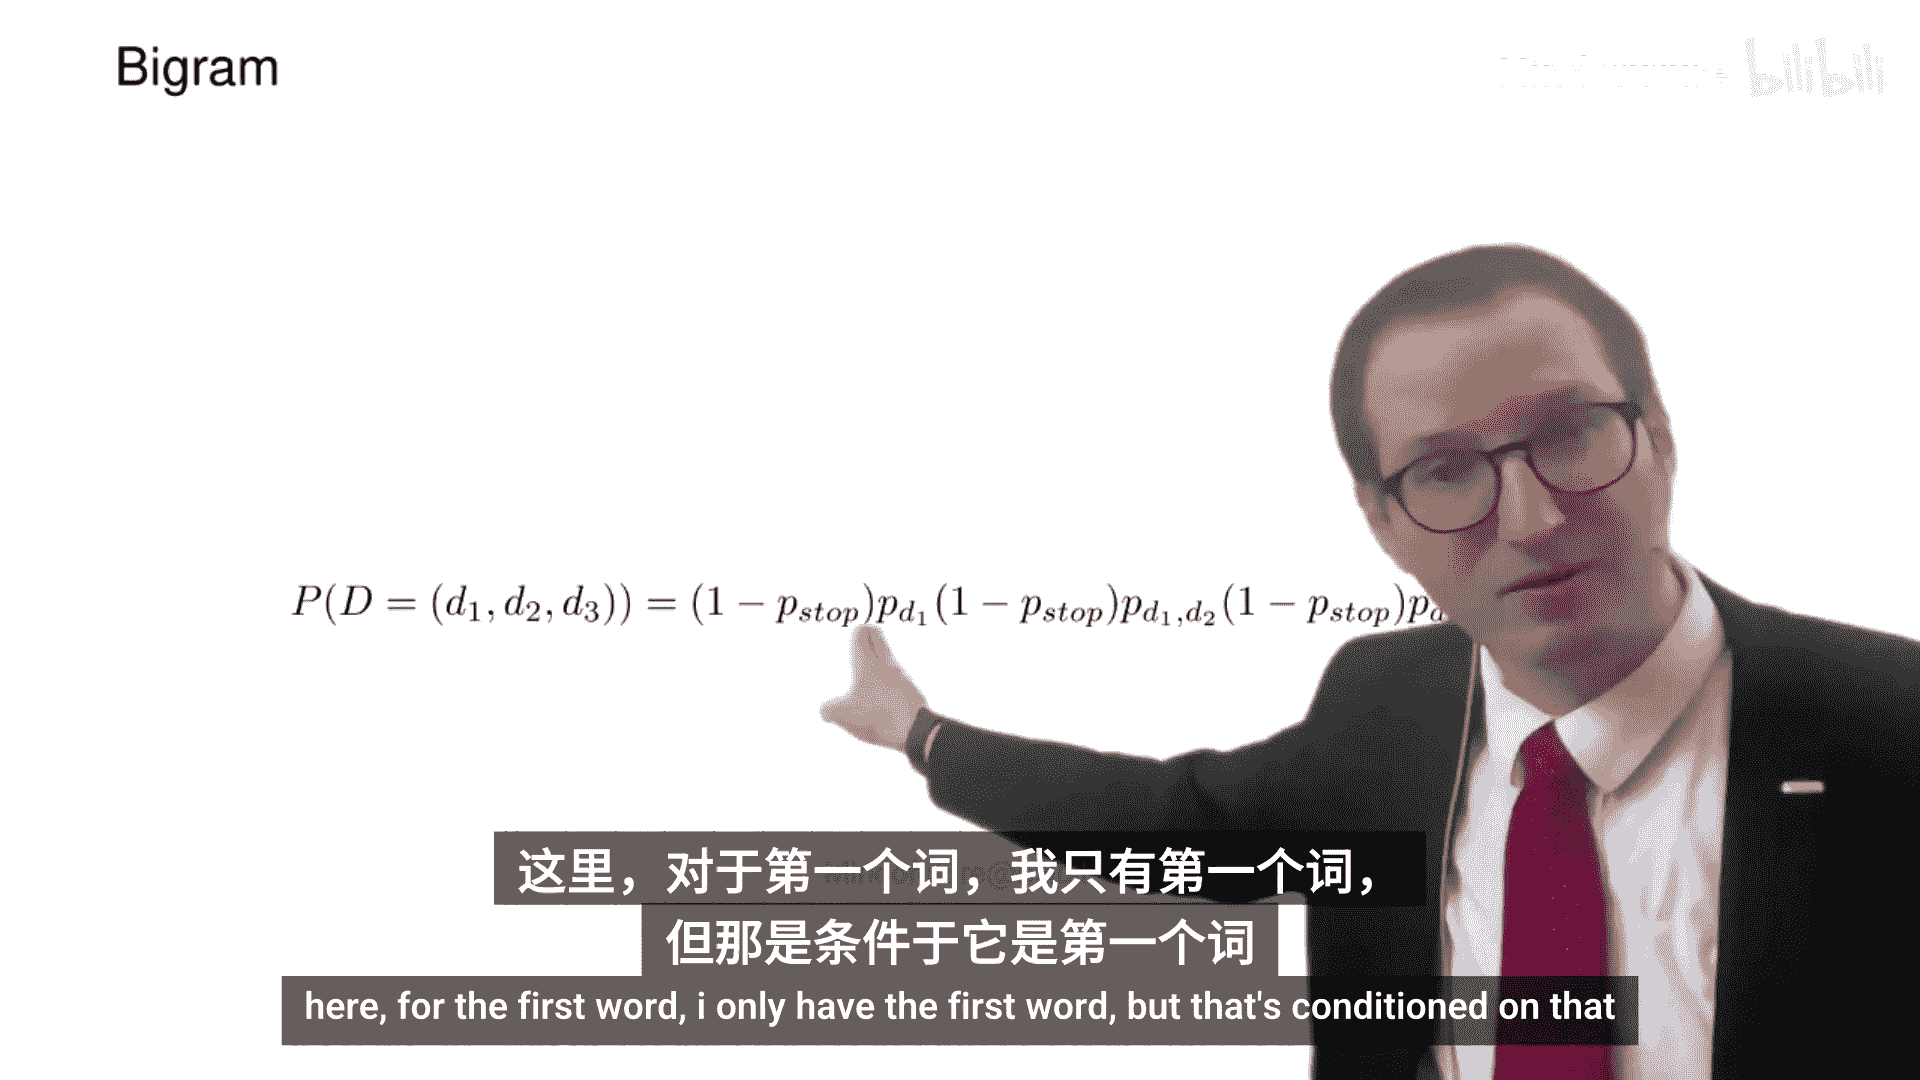 Bigram
bilibili
P(D = (d₁, d₂, d₃)) = (1 − p_stop)p_d₁(1 − p_stop)p_d₁,d₂(1 − p_stop)p_d
这里，对于第一个词，我只有第一个词，
但那是条件于它是第一个词
here, for the first word, i only have the first word, but that's conditioned on that